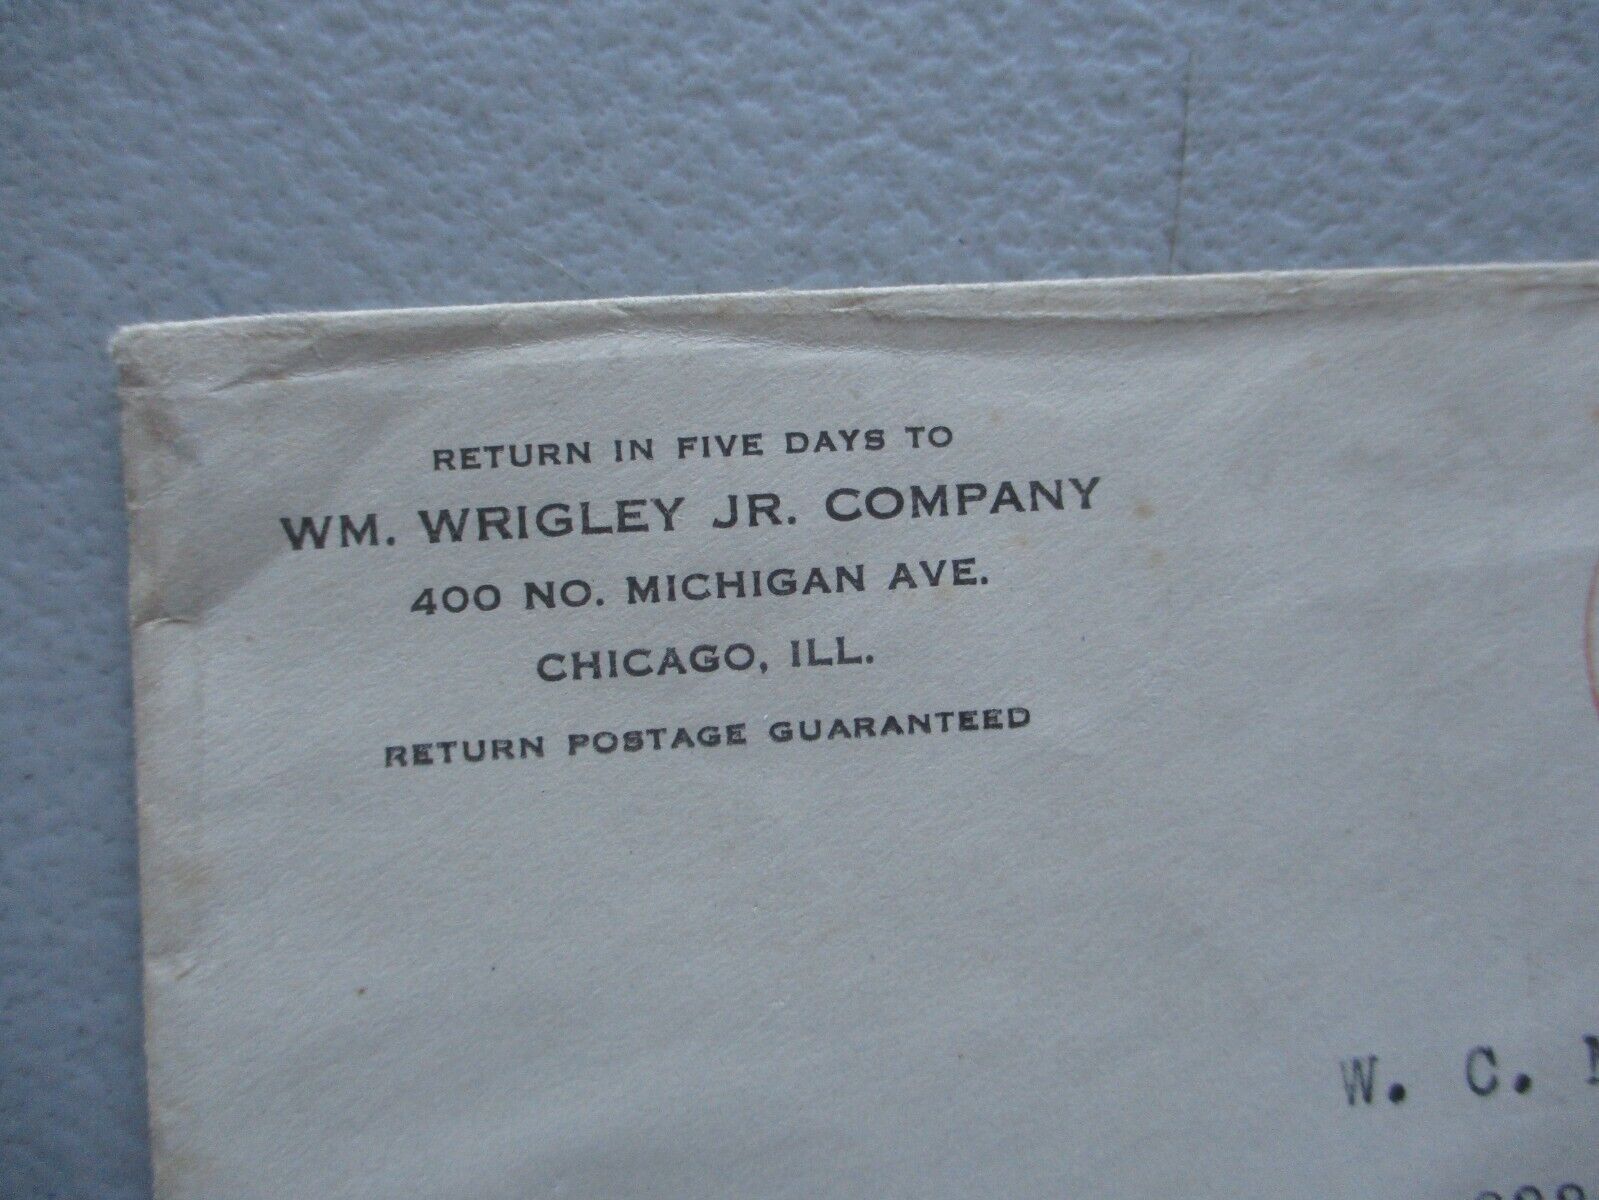 RETURN IN FIVE DAYS TO
WM. WRIGLEY JR. COMPANY
400 NO. MICHIGAN AVE.
CHICAGO, ILL.
RETURN POSTAGE GUARANTEED
W. C.